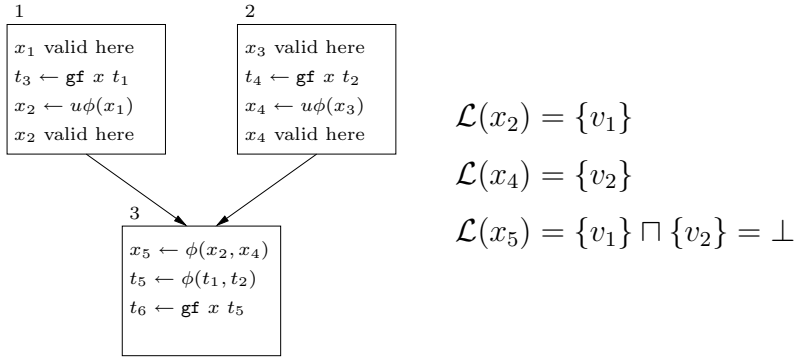 1
x₁ valid here
t₃ ← gf x t₁
x₂ ← uϕ(x₁)
x₂ valid here
2
x₃ valid here
t₄ ← gf x t₂
x₄ ← uϕ(x₃)
x₄ valid here
3
x₅ ← ϕ(x₂, x₄)
t₅ ← ϕ(t₁, t₂)
t₆ ← gf x t₅
ℒ(x₂) = {v₁}
ℒ(x₄) = {v₂}
ℒ(x₅) = {v₁} ⊓ {v₂} = ⊥